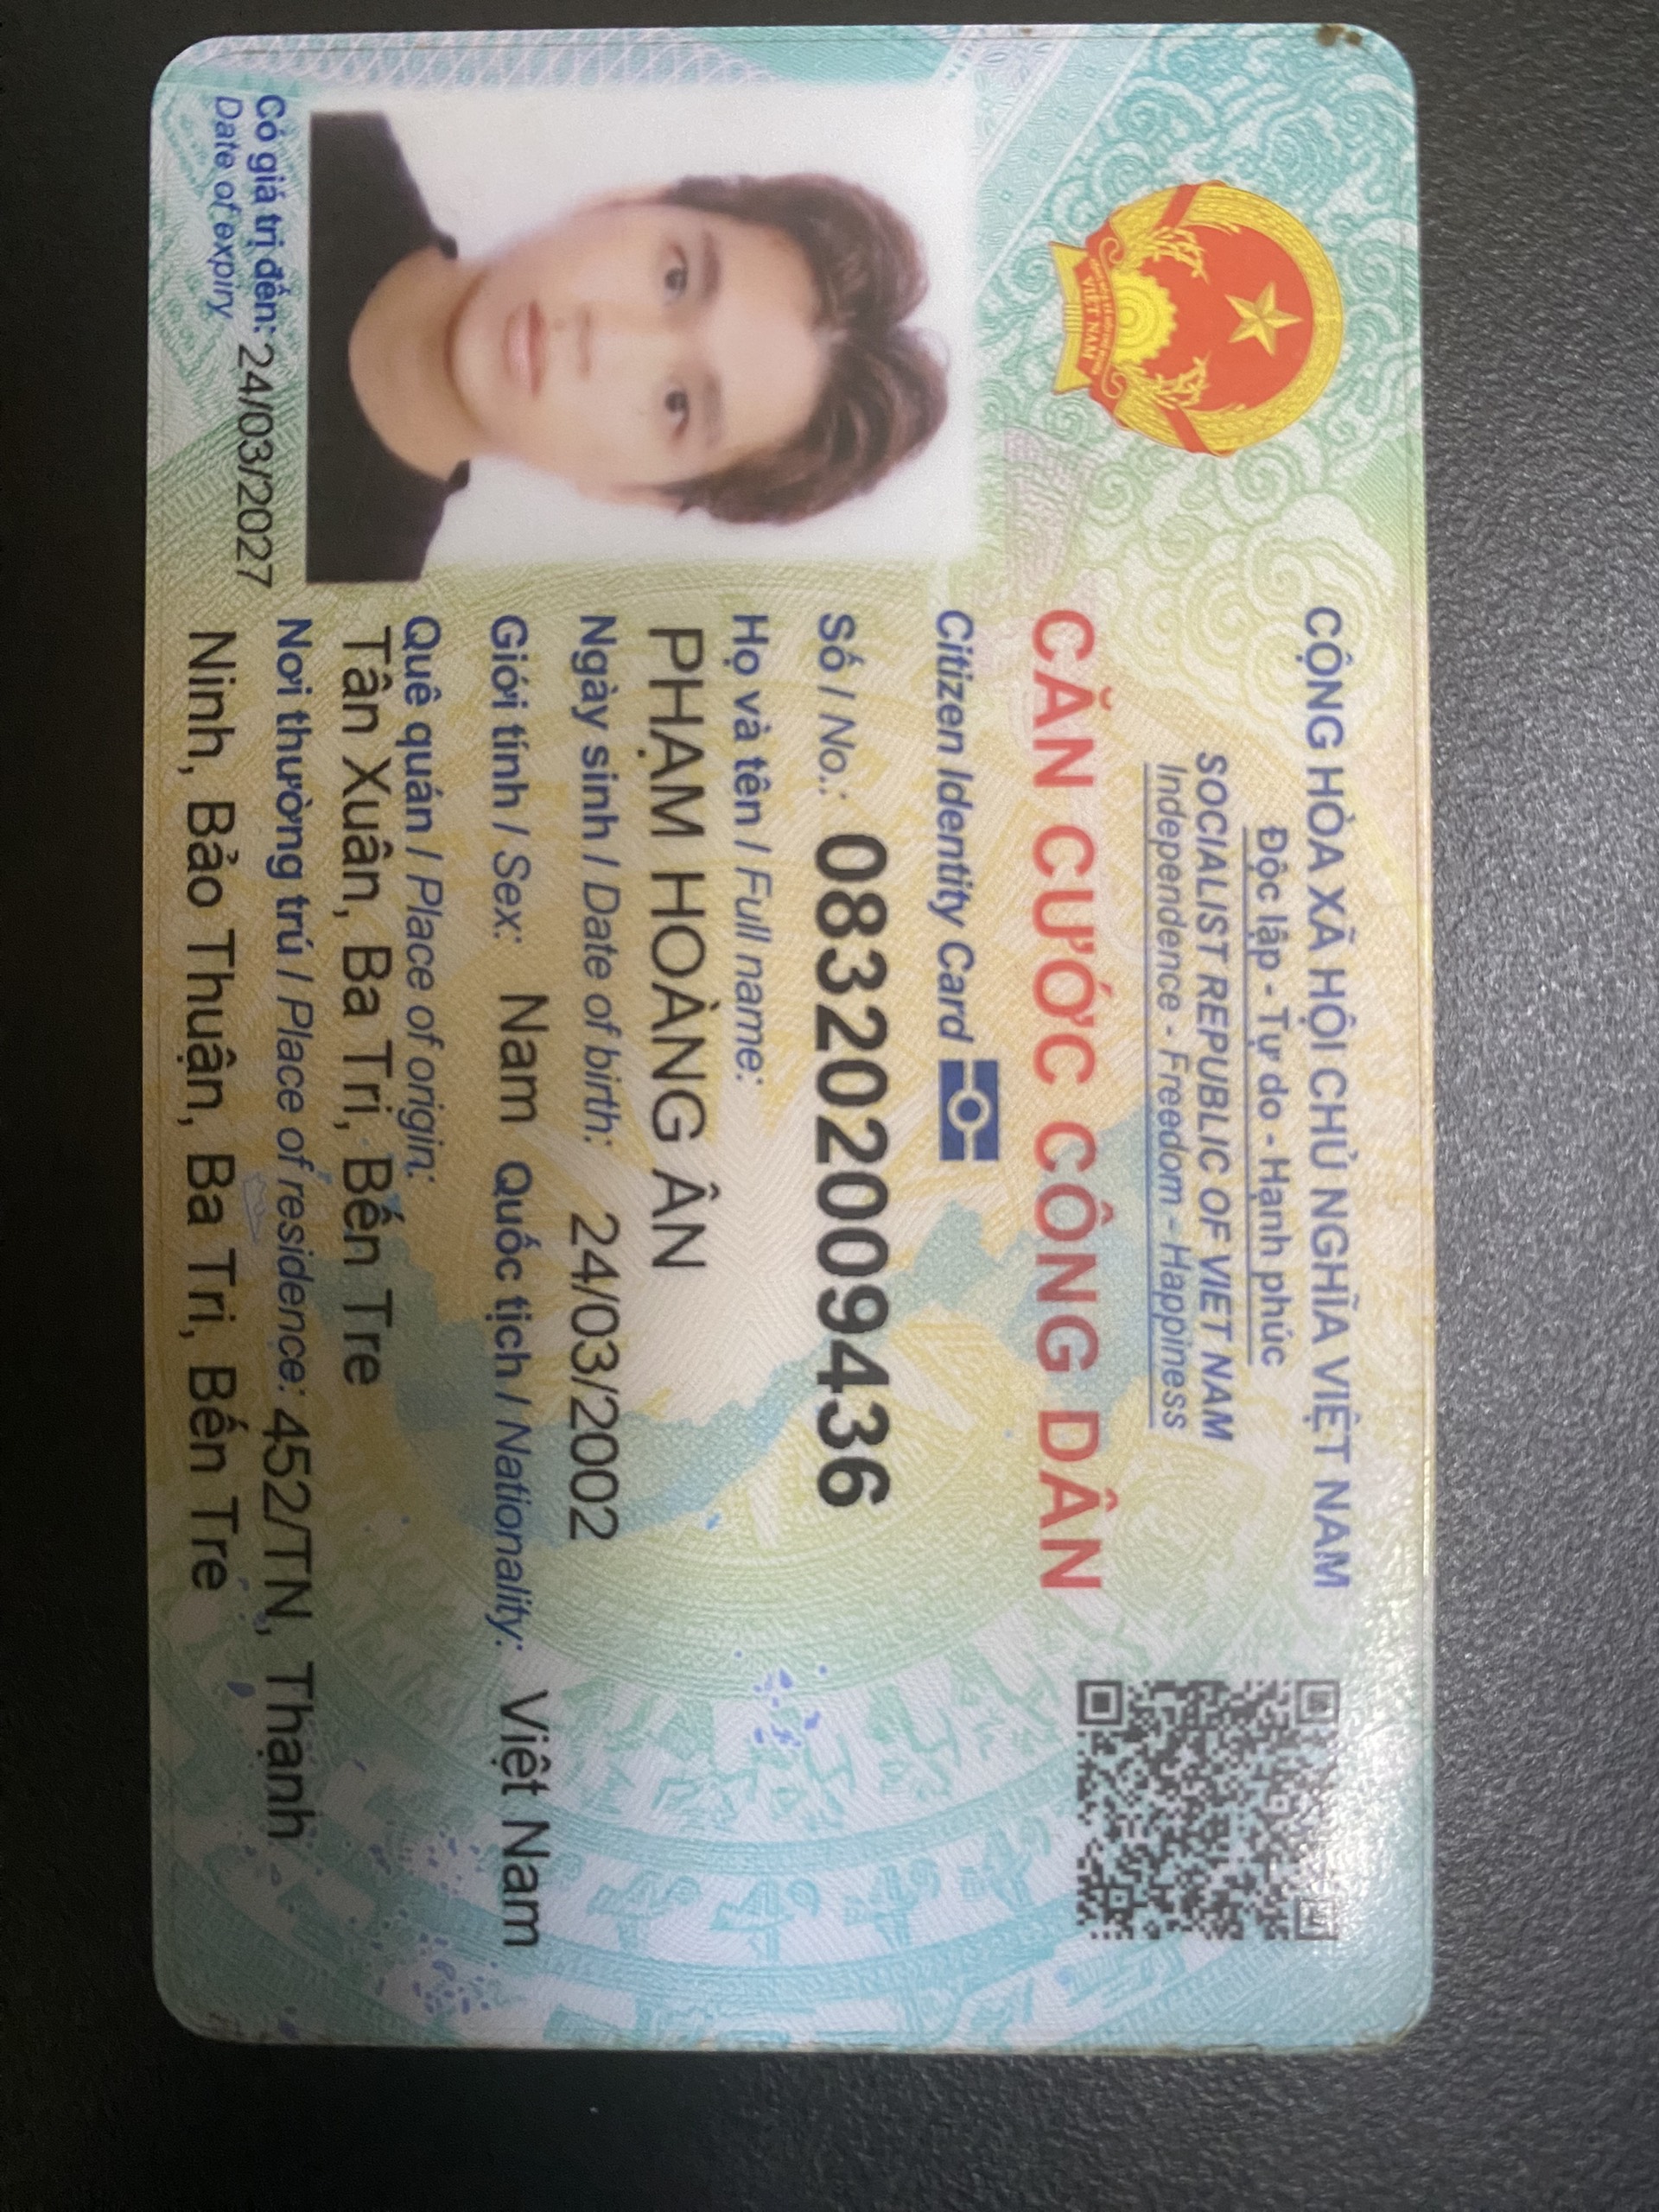 CỘNG HÒA XÃ HỘI CHỦ NGHĨA VIỆT NAM
Độc lập - Tự do - Hạnh phúc
SOCIALIST REPUBLIC OF VIET NAM
Independence - Freedom - Happiness
CĂN CƯỚC CÔNG DÂN
Citizen Identity Card
Số / No.: 083202009436
Họ và tên / Full name:
PHẠM HOÀNG ÂN
Ngày sinh / Date of birth: 24/03/2002
Giới tính / Sex: Nam Quốc tịch / Nationality: Việt Nam
Quê quán / Place of origin:
Tân Xuân, Ba Tri, Bến Tre
Nơi thường trú / Place of residence: 452/TN, Thạnh
Ninh, Bảo Thuận, Ba Tri, Bến Tre
Có giá trị đến: 24/03/2027
Date of expiry
VIỆT NAM